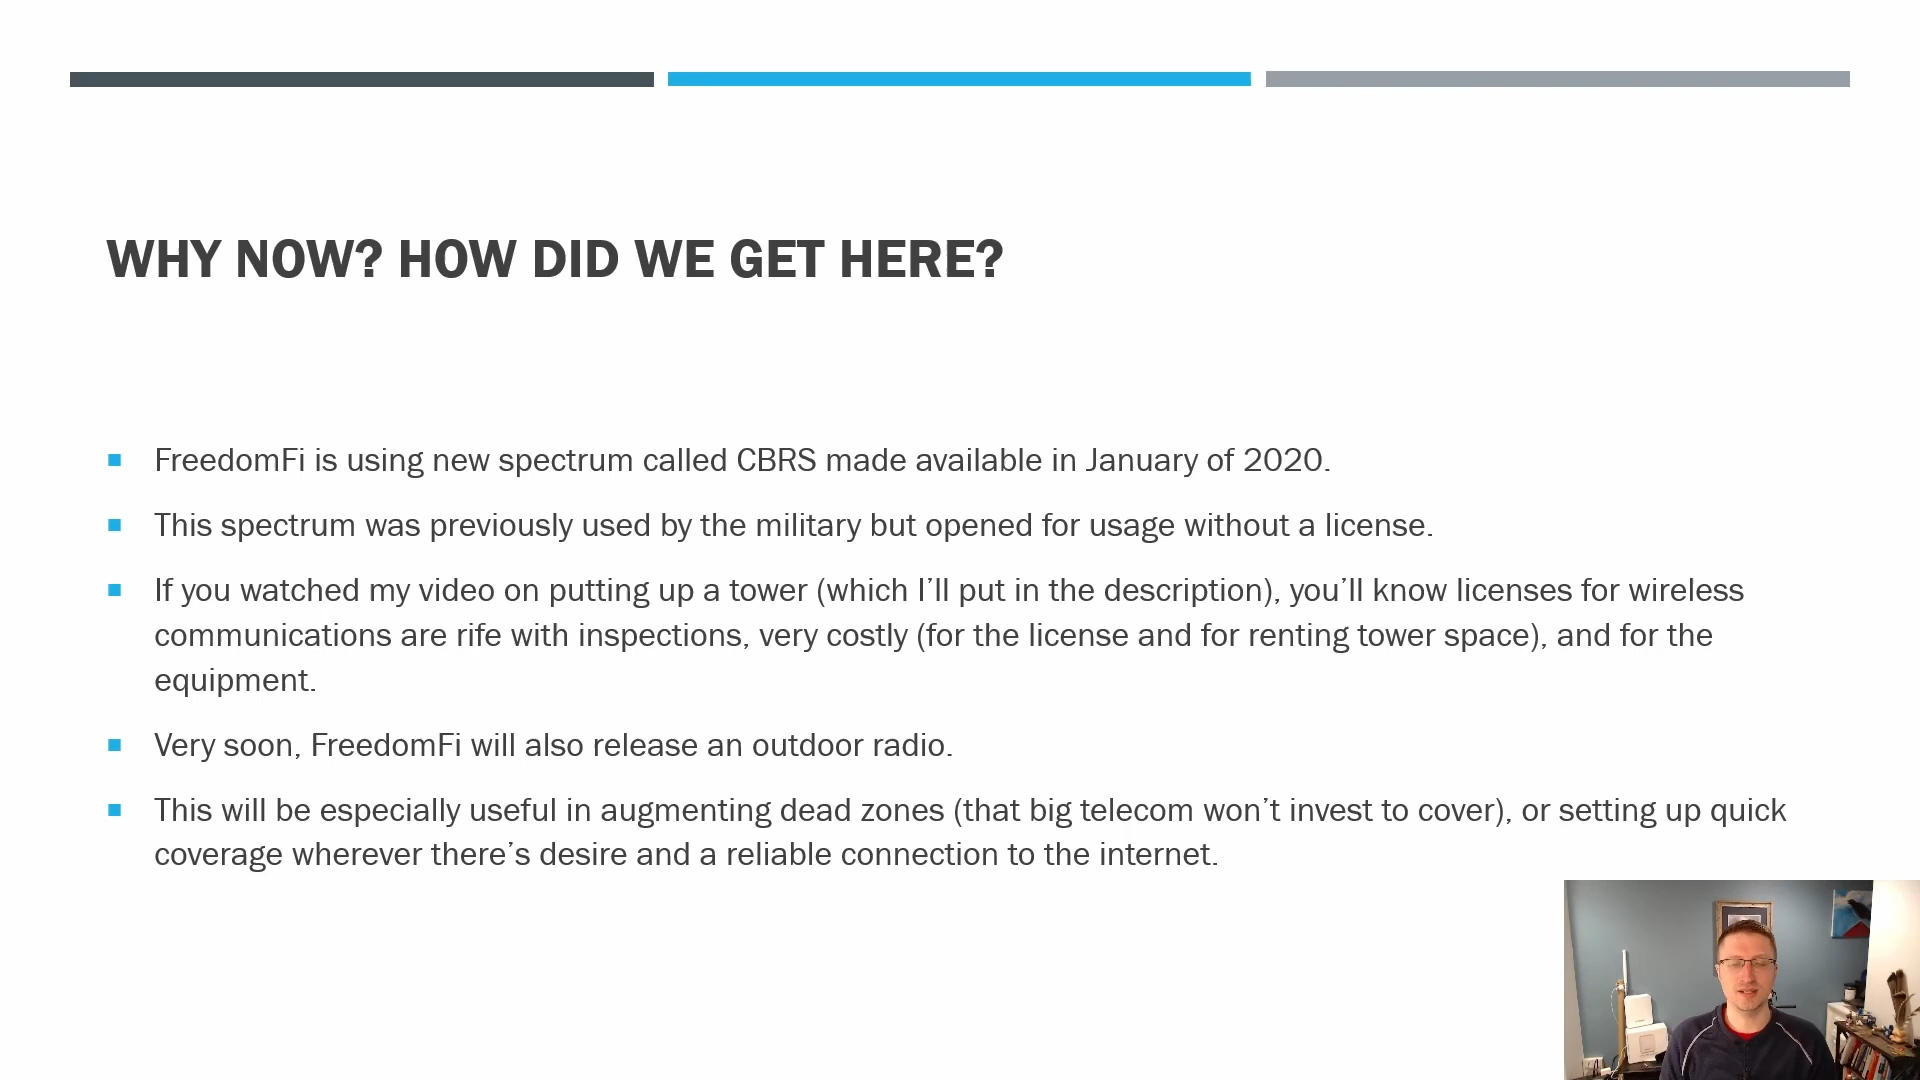 WHY NOW? HOW DID WE GET HERE?
FreedomFi is using new spectrum called CBRS made available in January of 2020.
This spectrum was previously used by the military but opened for usage without a license.
If you watched my video on putting up a tower (which I’ll put in the description), you’ll know licenses for wireless
communications are rife with inspections, very costly (for the license and for renting tower space), and for the
equipment.
Very soon, FreedomFi will also release an outdoor radio.
This will be especially useful in augmenting dead zones (that big telecom won’t invest to cover), or setting up quick
coverage wherever there’s desire and a reliable connection to the internet.